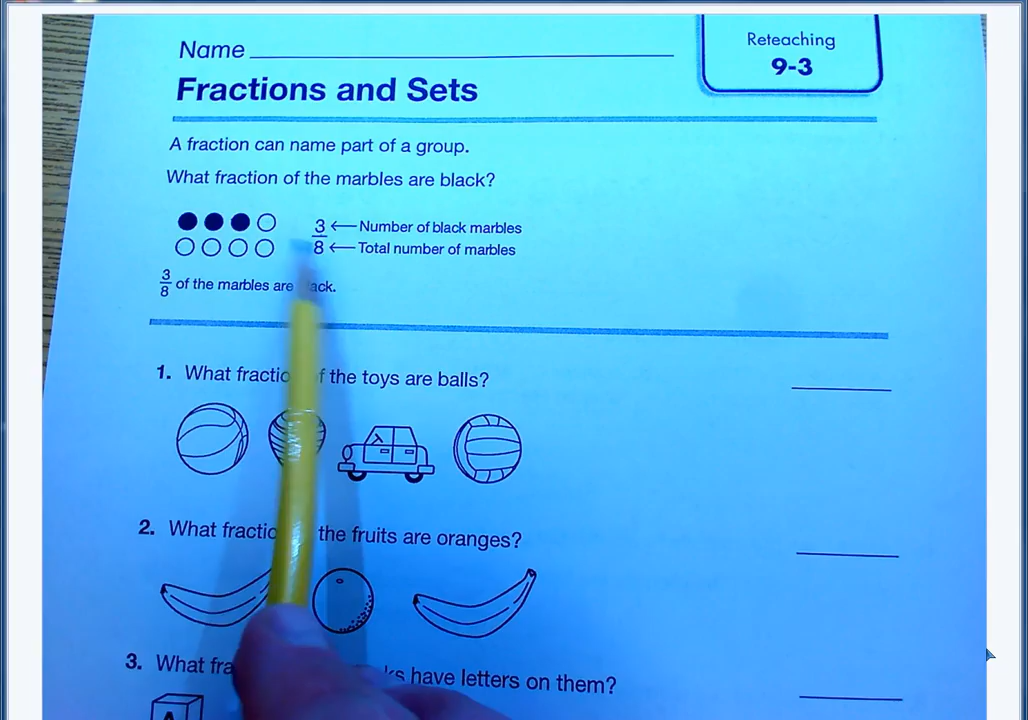 Name
Reteaching
9-3
Fractions and Sets
A fraction can name part of a group.
What fraction of the marbles are black?
3 ← Number of black marbles
8 ← Total number of marbles
3/8 of the marbles are ack.
1. What fractio f the toys are balls?
2. What fractio the fruits are oranges?
3. What fra ks have letters on them?
A